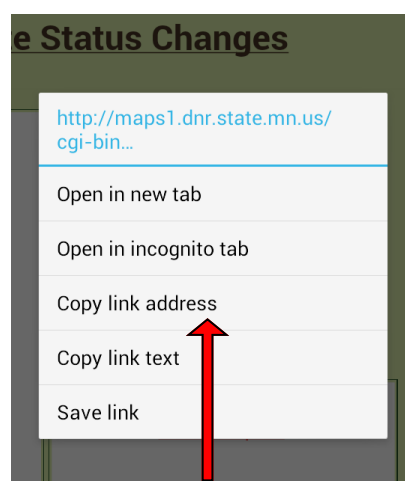 e Status Changes
http://maps1.dnr.state.mn.us/
cgi-bin...
Open in new tab
Open in incognito tab
Copy link address
Copy link text
Save link